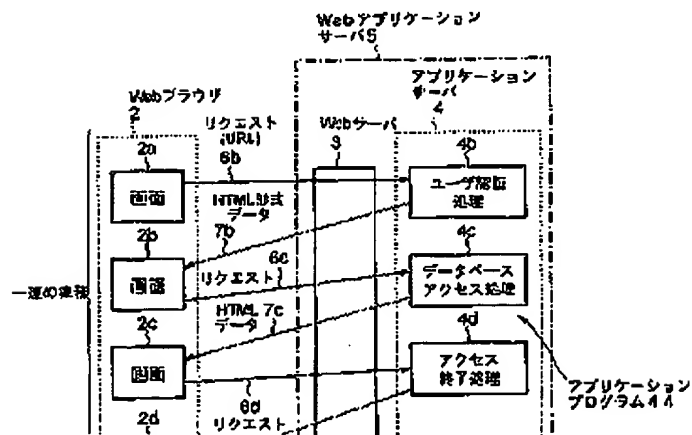 Webアプリケーション
サーバ5
アプリケーション
サーバ
4
Webブラウザ
2
リクエスト
(URL)
6b
Webサーバ
3
2a
画面
4b
ユーザ認証
処理
HTML形式
データ
7b
2b
画面
6c
リクエスト
4c
データベース
アクセス処理
一連の
2c
画面
HTML 7c
データ
4d
アクセス
終了処理
6d
リクエスト
アプリケーション
プログラム44
2d